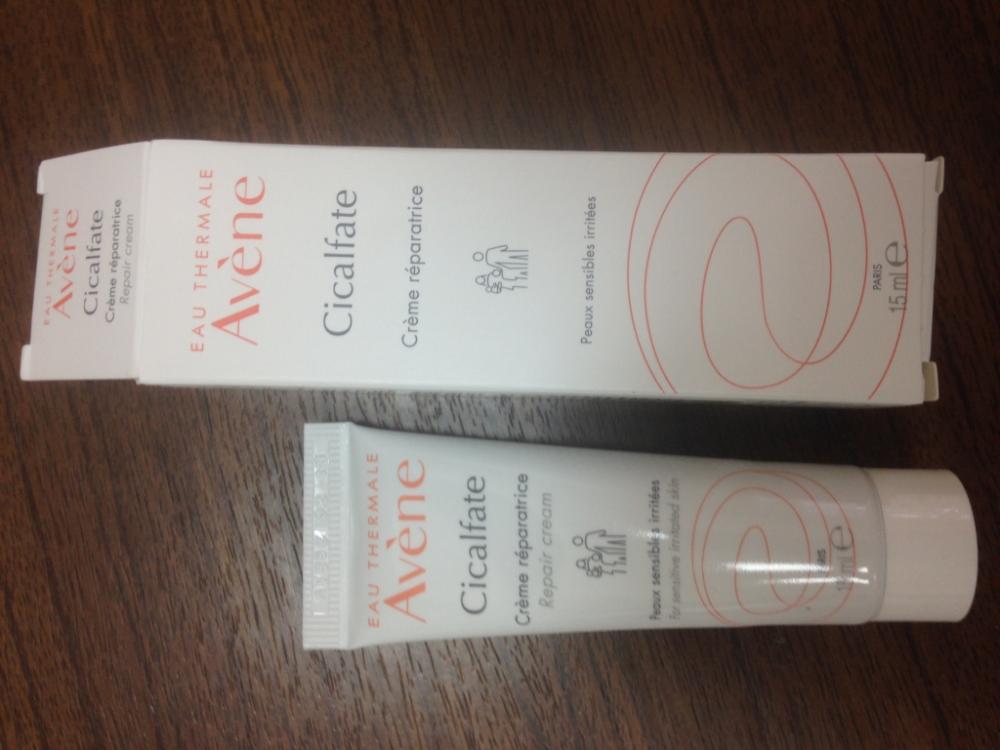 EAU THERMALE
Avène
Cicalfate
Crème réparatrice
Repair cream
EAU THERMALE
Avène
Cicalfate
Crème réparatrice
Peaux sensibles irritées
PARIS
15 ml e
EAU THERMALE
Avène
Cicalfate
Crème réparatrice
Repair cream
Peaux sensibles irritées
For sensitive irritated skin
ml e